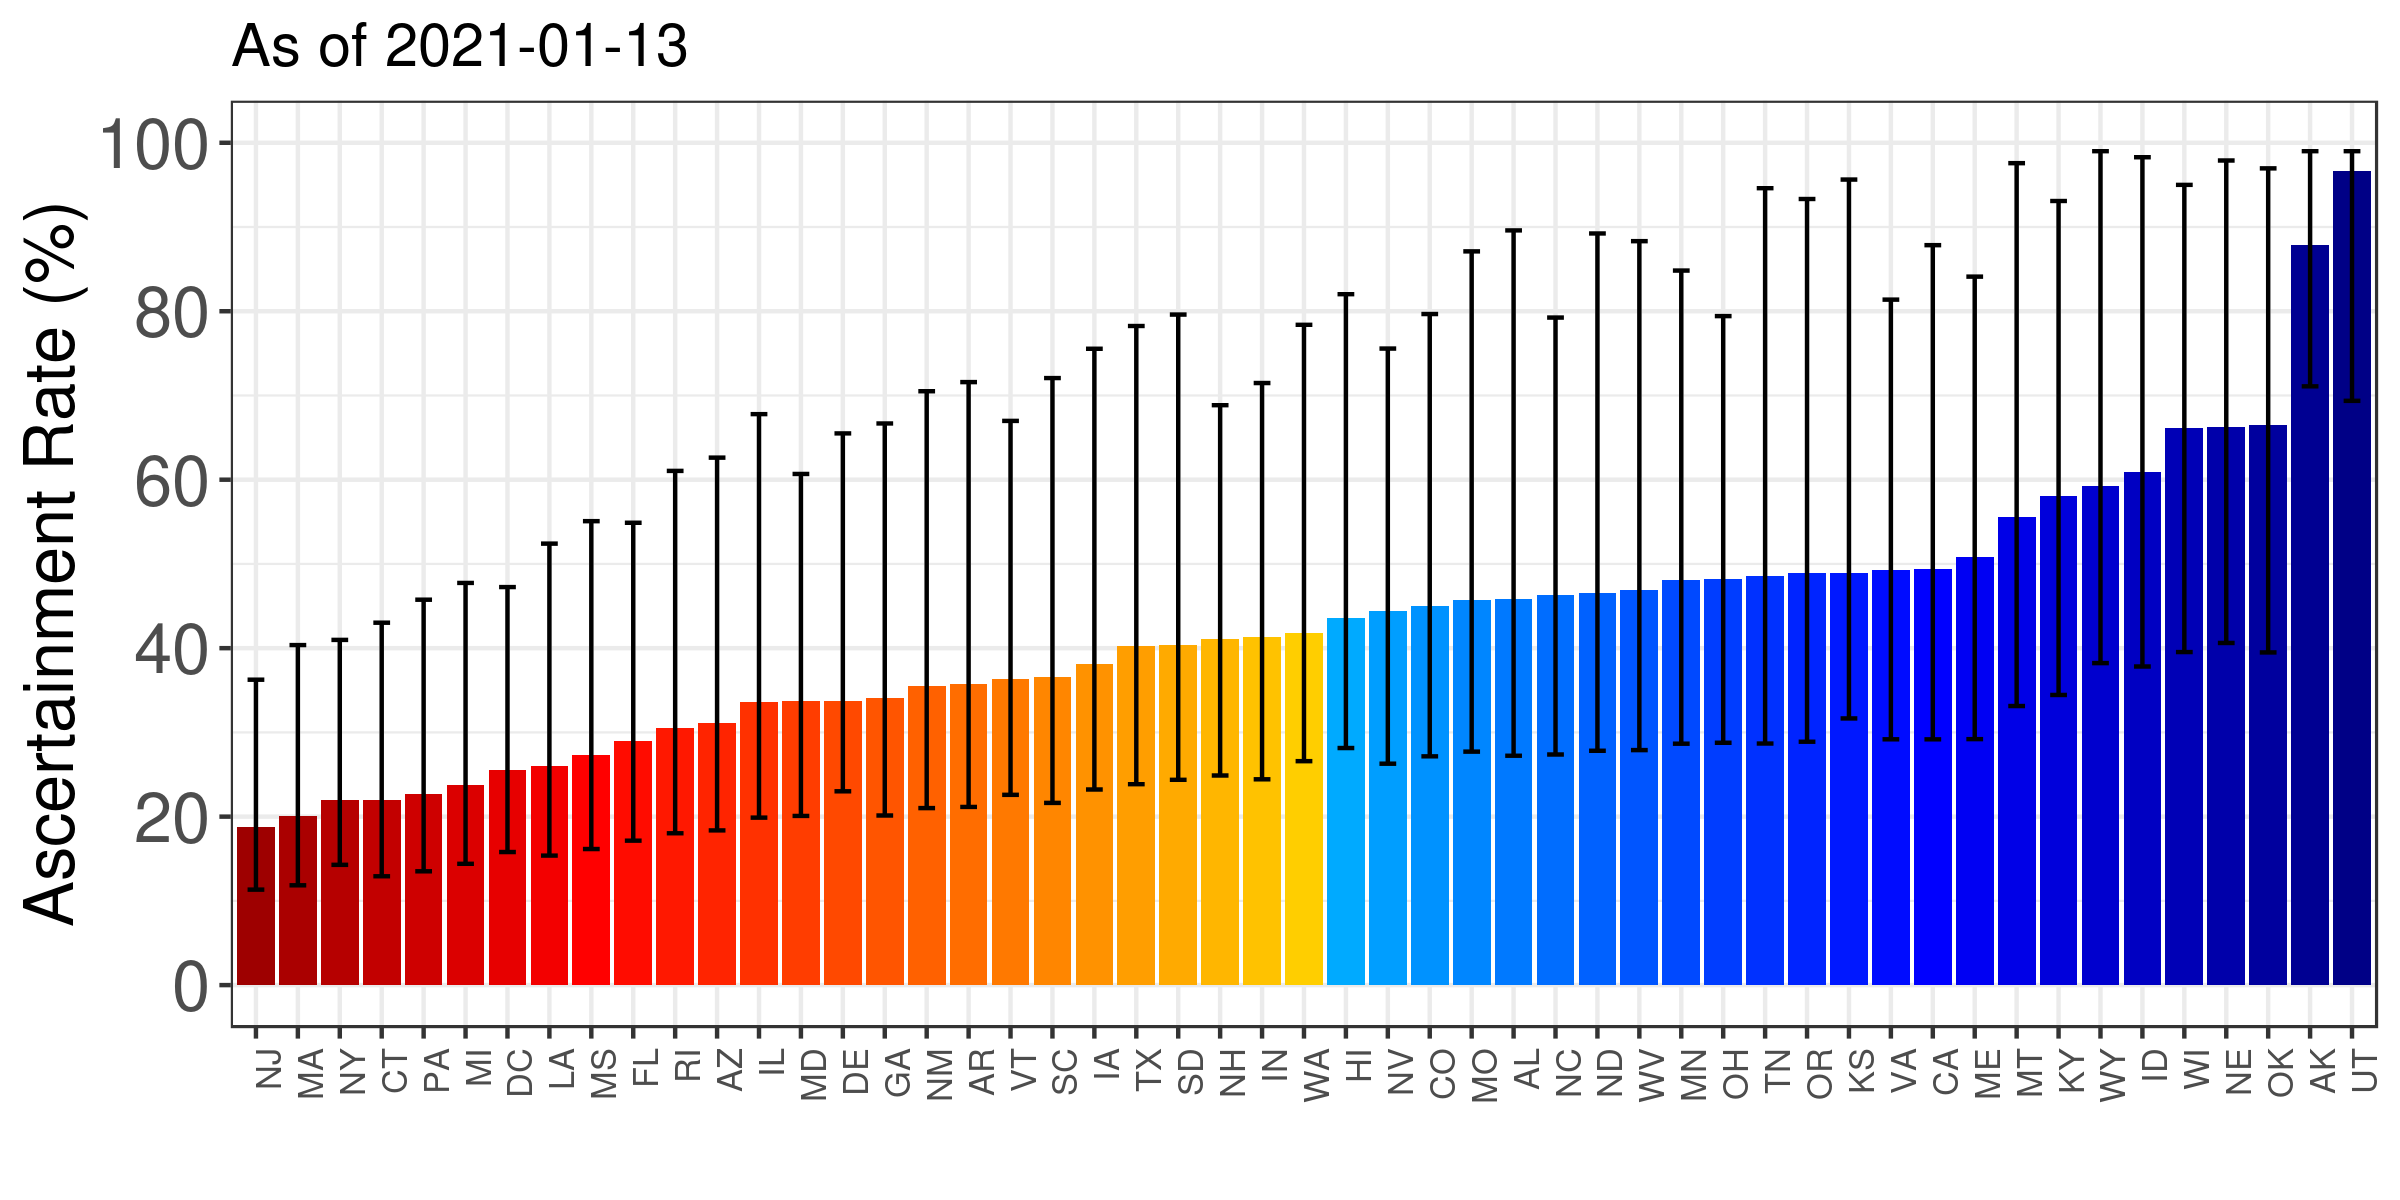 As of 2021-01-13
Ascertainment Rate (%)
100
80
60
40
20
0
NJ
MA
NY
CT
PA
MI
DC
LA
MS
FL
RI
AZ
IL
MD
DE
GA
NM
AR
VT
SC
IA
TX
SD
NH
IN
WA
HI
NV
CO
MO
AL
NC
ND
WV
MN
OH
TN
OR
KS
VA
CA
ME
MT
KY
WY
ID
WI
NE
OK
AK
UT